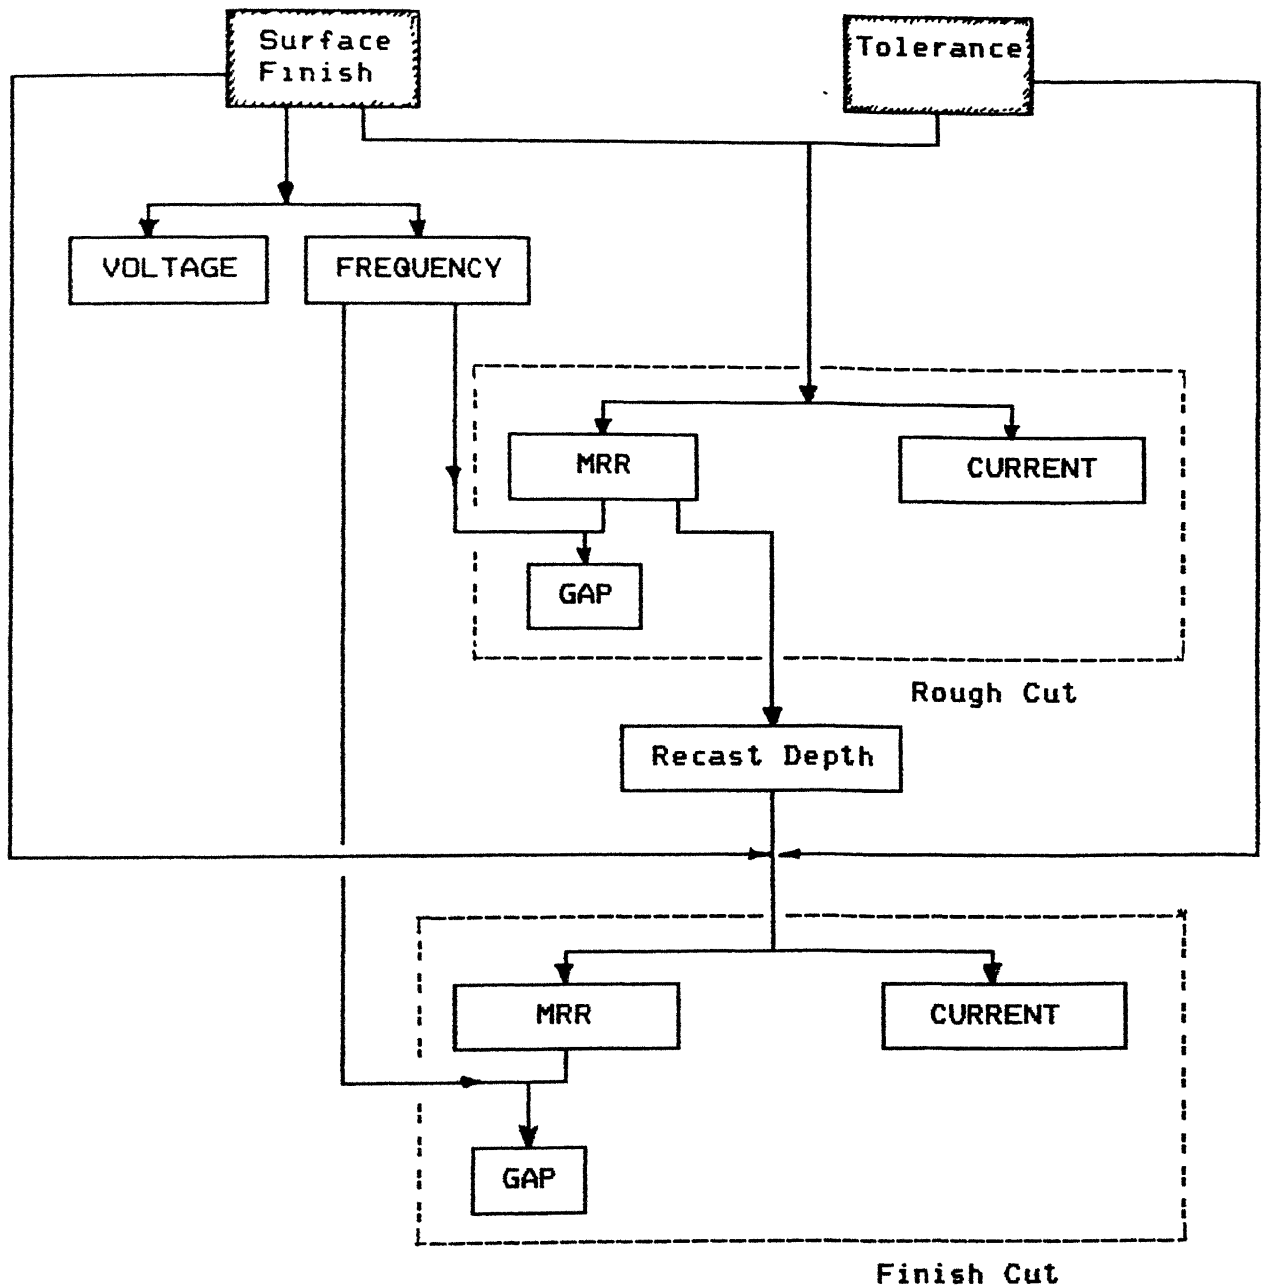 Surface
Finish
Tolerance
VOLTAGE
FREQUENCY
MRR
CURRENT
GAP
Rough Cut
Recast Depth
MRR
CURRENT
GAP
Finish Cut